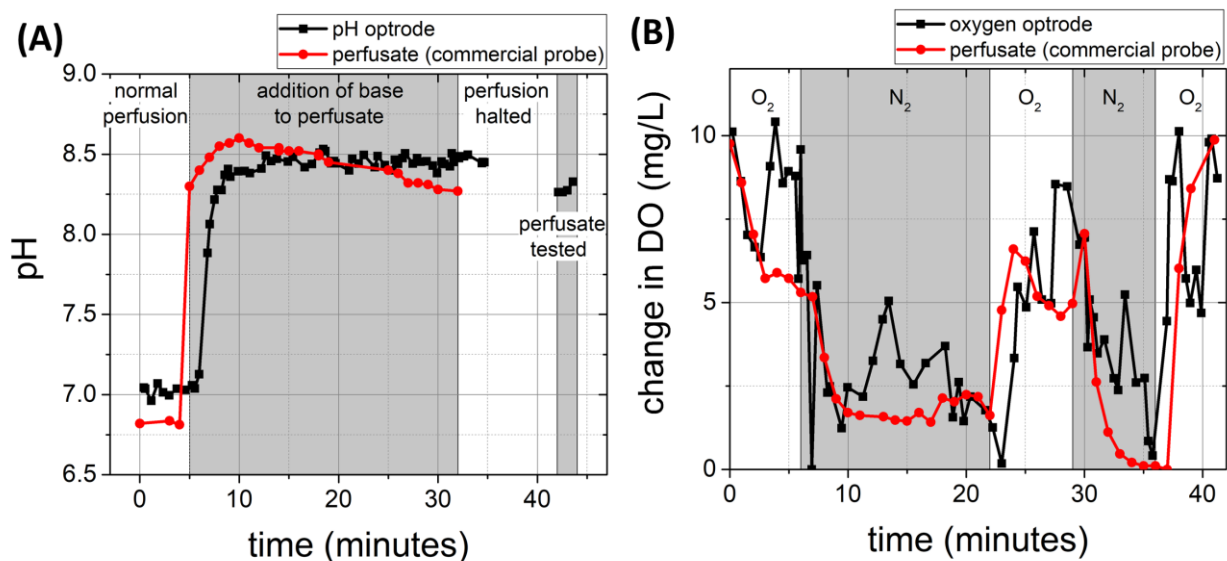 (A)
pH optrode
perfusate (commercial probe)
normal
perfusion
addition of base
to perfusate
perfusion
halted
perfusate
tested
9.0
8.5
8.0
7.5
7.0
6.5
pH
0
10
20
30
40
time (minutes)
(B)
oxygen optrode
perfusate (commercial probe)
O₂
N₂
O₂
N₂
O₂
10
5
0
change in DO (mg/L)
0
10
20
30
40
time (minutes)